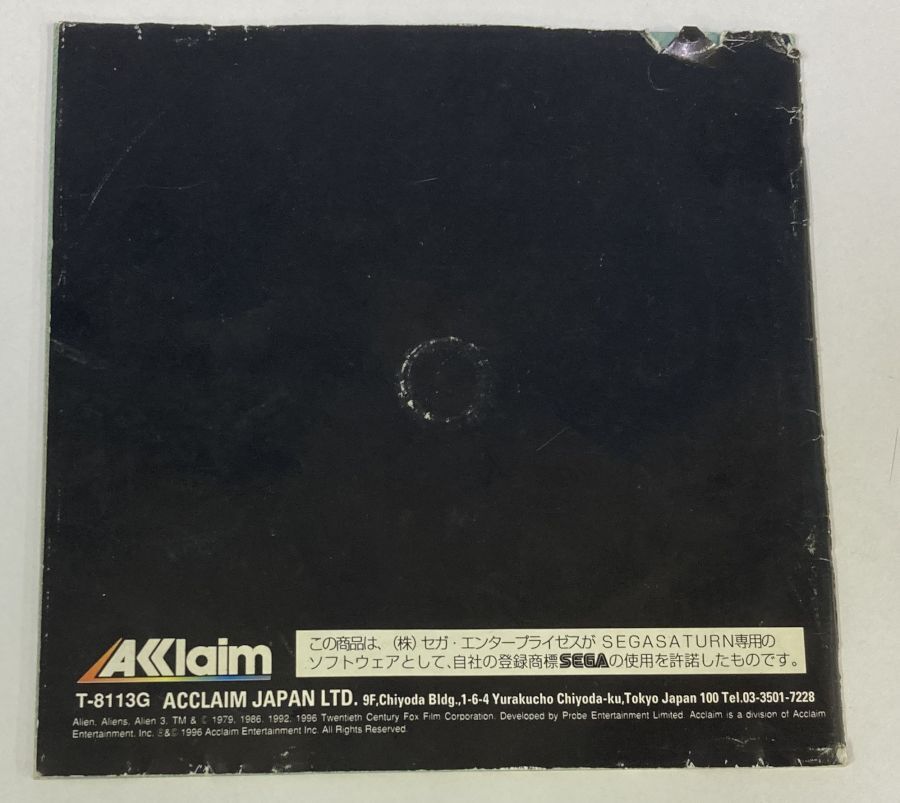 Acclaim
この商品は、(株)セガ・エンタープライゼスが SEGASATURN専用の
ソフトウェアとして、自社の登録商標SEGAの使用を許諾したものです。
T-8113G ACCLAIM JAPAN LTD. 9F,Chiyoda Bldg.,1-6-4 Yurakucho Chiyoda-ku,Tokyo Japan 100 Tel.03-3501-7228
Alien, Aliens, Alien 3, TM & © 1979, 1986, 1992, 1996 Twentieth Century Fox Film Corporation. Developed by Probe Entertainment Limited. Acclaim is a division of Acclaim
Entertainment, Inc. ®&© 1996 Acclaim Entertainment Inc. All Rights Reserved.